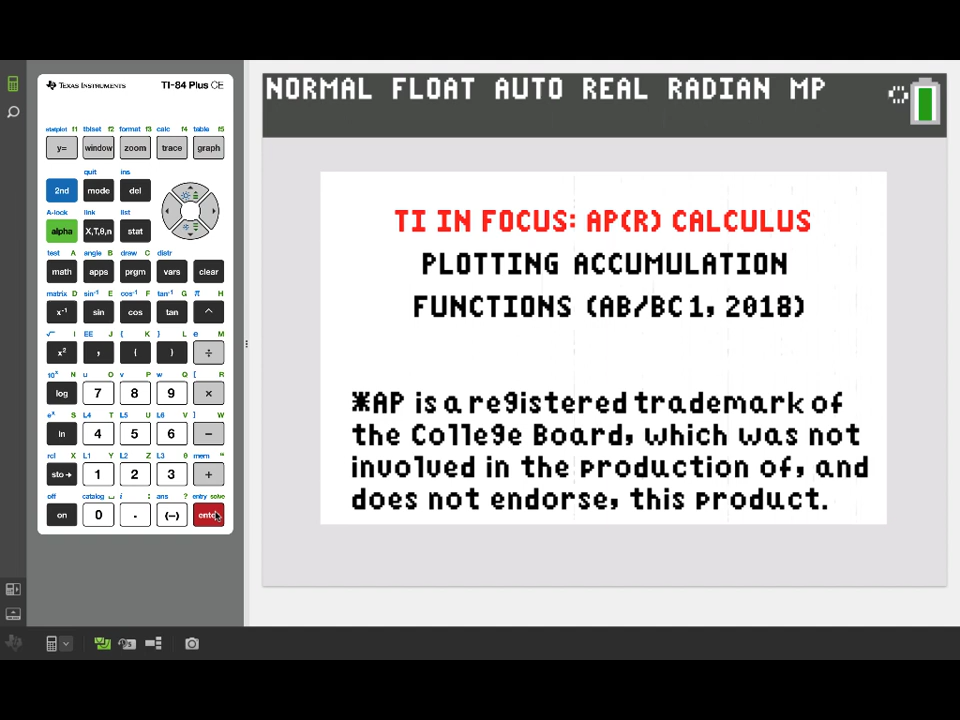 TEXAS INSTRUMENTS TI-84 Plus CE
statplot f1 tblset f2 format f3 calc f4 table f5
y= window zoom trace graph
quit ins
2nd mode del
A-lock link list
alpha X,T,θ,n stat
test A angle B draw C distr
math apps prgm vars clear
matrix D sin⁻¹ E cos⁻¹ F tan⁻¹ G π H
x⁻¹ sin cos tan ^
√ I EE J { K } L e M
x² , ( ) ÷
10ˣ N u O v P w Q [ R
log 7 8 9 ×
eˣ S L4 T L5 U L6 V ] W
ln 4 5 6 −
rcl X L1 Y L2 Z L3 θ mem "
sto→ 1 2 3 +
off catalog ␣ i : ans ? entry solve
on 0 . (−) enter
NORMAL FLOAT AUTO REAL RADIAN MP
TI IN FOCUS: AP(R) CALCULUS
PLOTTING ACCUMULATION
FUNCTIONS (AB/BC 1, 2018)
*AP is a registered trademark of
the College Board, which was not
involved in the production of, and
does not endorse, this product.